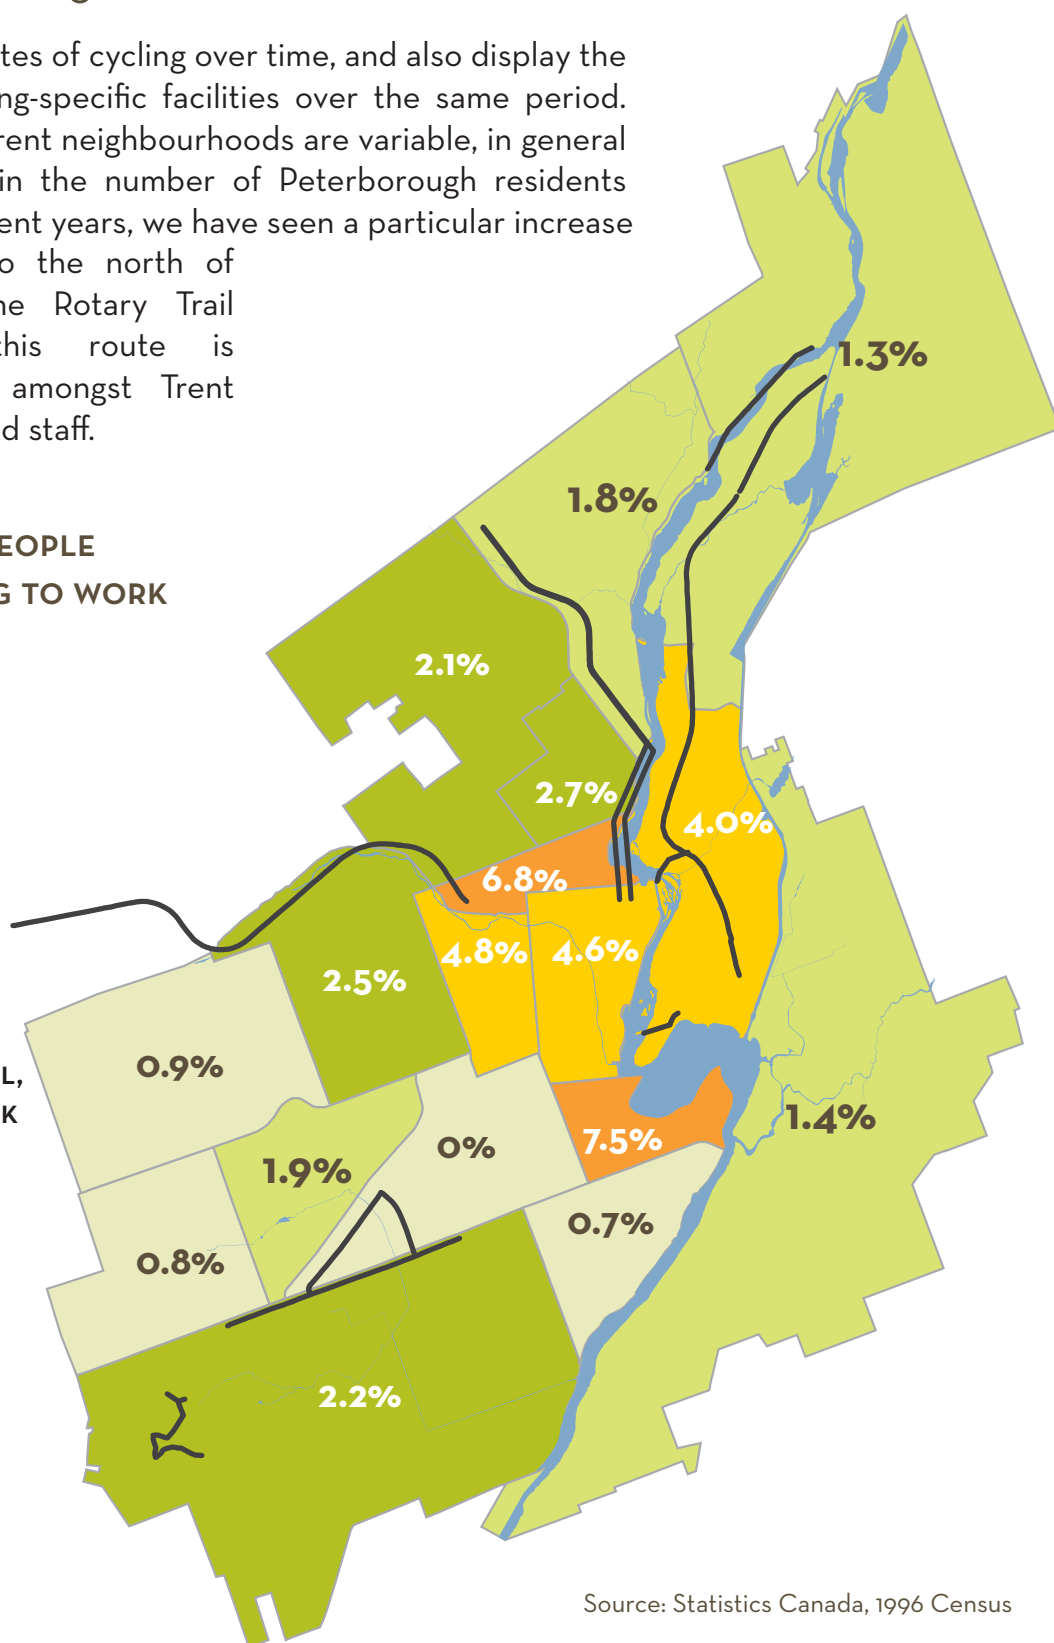 tes of cycling over time, and also display the
ng-specific facilities over the same period.
rent neighbourhoods are variable, in general
in the number of Peterborough residents
ent years, we have seen a particular increase
o the north of
ne Rotary Trail
this route is
amongst Trent
d staff.
EOPLE
G TO WORK
1.3%
1.8%
2.1%
2.7%
4.0%
6.8%
4.8%
4.6%
2.5%
0.9%
L,
K
1.4%
7.5%
0%
1.9%
0.7%
0.8%
2.2%
Source: Statistics Canada, 1996 Census